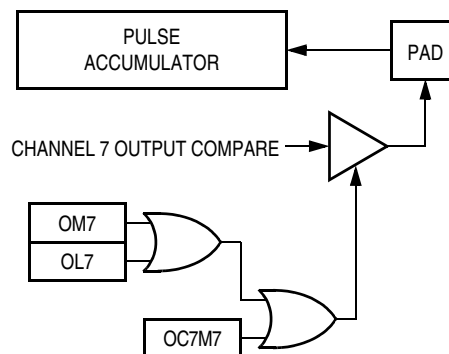 PULSE
ACCUMULATOR
PAD
CHANNEL 7 OUTPUT COMPARE
OM7
OL7
OC7M7